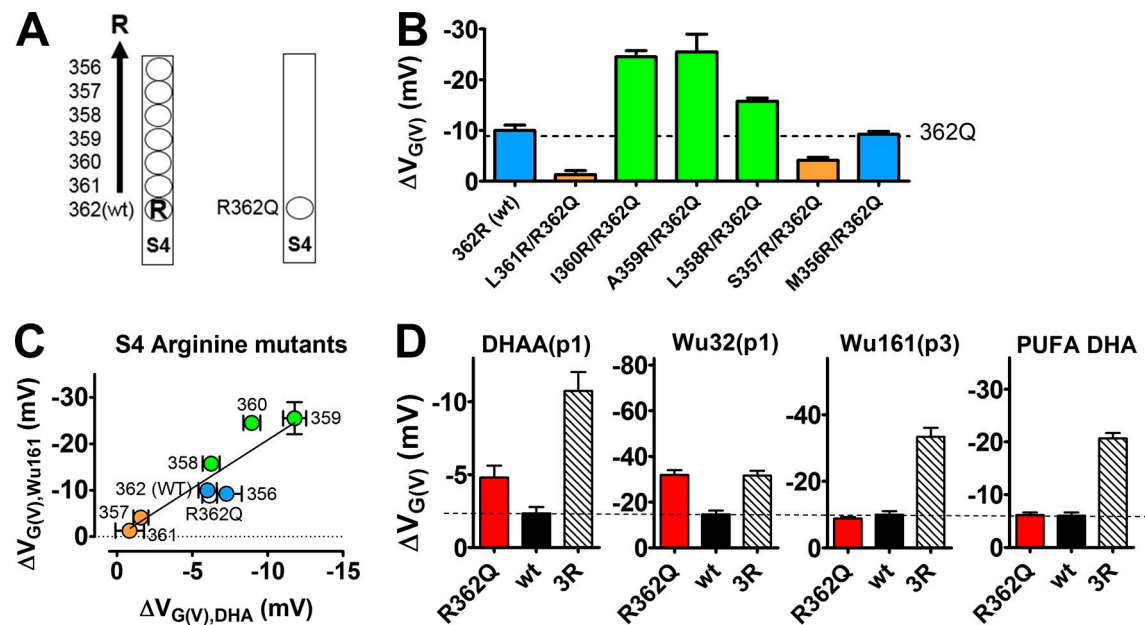 A
R
356
357
358
359
360
361
362(wt)
R
S4
R362Q
S4
B
ΔV_G(V) (mV)
-30
-20
-10
0
362Q
362R (wt)
L361R/R362Q
I360R/R362Q
A359R/R362Q
L358R/R362Q
S357R/R362Q
M356R/R362Q
C
S4 Arginine mutants
ΔV_G(V),Wu161 (mV)
-30
-20
-10
0
360
359
358
362 (WT)
356
R362Q
357
361
0
-5
-10
-15
ΔV_G(V),DHA (mV)
D
ΔV_G(V) (mV)
DHAA(p1)
-10
-5
0
R362Q
wt
3R
Wu32(p1)
-80
-60
-40
-20
0
R362Q
wt
3R
Wu161(p3)
-40
-20
0
R362Q
wt
3R
PUFA DHA
-30
-20
-10
0
R362Q
wt
3R